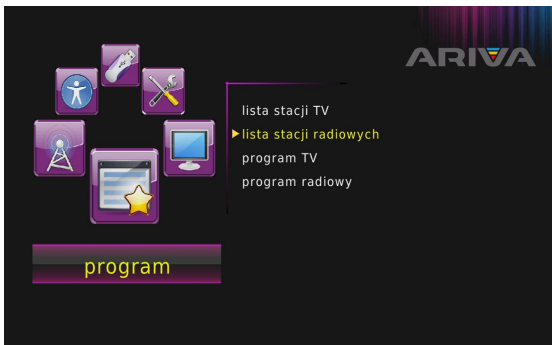 ARIVA
lista stacji TV
lista stacji radiowych
program TV
program radiowy
program